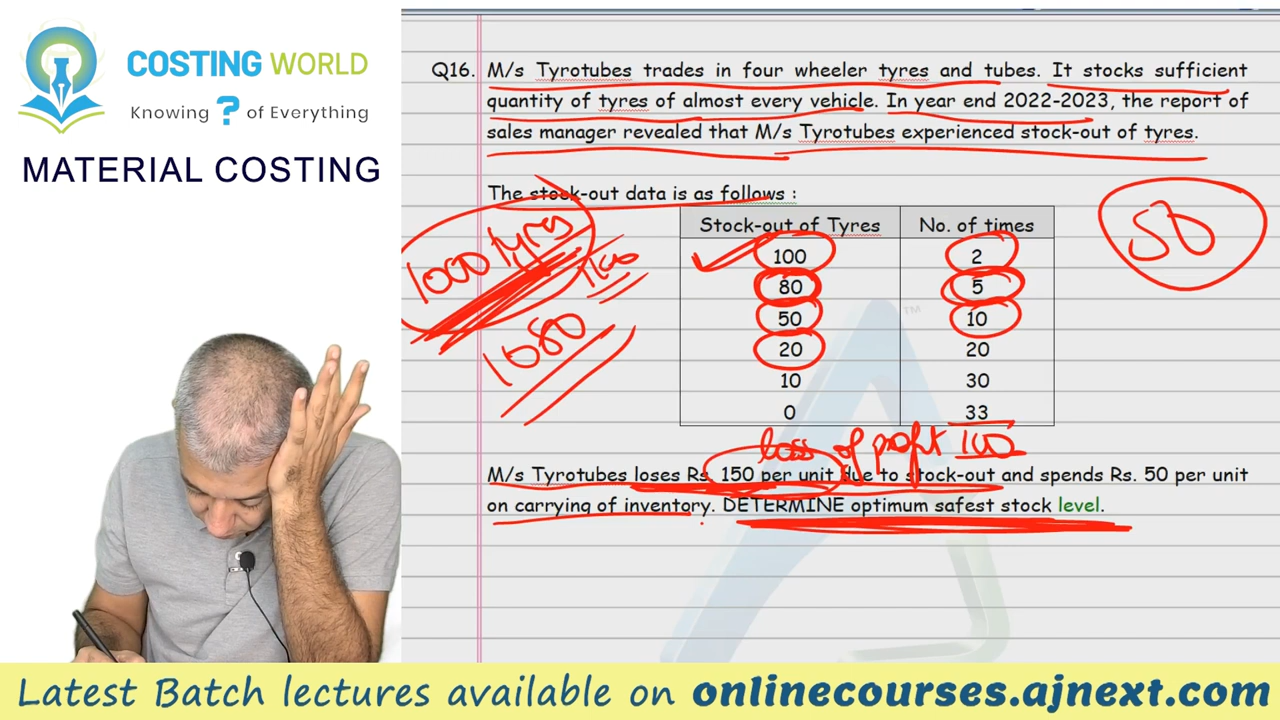 COSTING WORLD
Knowing ? of Everything
MATERIAL COSTING
Q16. M/s Tyrotubes trades in four wheeler tyres and tubes. It stocks sufficient
quantity of tyres of almost every vehicle. In year end 2022-2023, the report of
sales manager revealed that M/s Tyrotubes experienced stock-out of tyres.
The stock-out data is as follows :
Stock-out of Tyres No. of times
100 2
80 5
50 10
20 20
10 30
0 33
1000 tyres
1100
1080
50
loss of profit 100
M/s Tyrotubes loses Rs. 150 per unit due to stock-out and spends Rs. 50 per unit
on carrying of inventory. DETERMINE optimum safest stock level.
Latest Batch lectures available on onlinecourses.ajnext.com